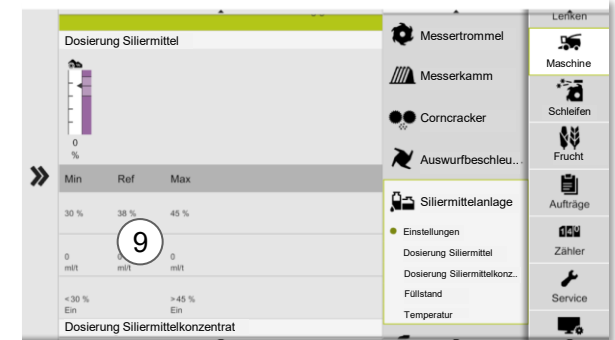 Dosierung Siliermittel
0
%
Min Ref Max
30 % 38 % 45 %
9
0 0 0
ml/t ml/t ml/t
<30 % >45 %
Ein Ein
Dosierung Siliermittelkonzentrat
Messertrommel
Messerkamm
Corncracker
Auswurfbeschleu...
Siliermittelanlage
Einstellungen
Dosierung Siliermittel
Dosierung Siliermittelkonz..
Füllstand
Temperatur
Lenken
Maschine
Schleifen
Frucht
Aufträge
Zähler
Service